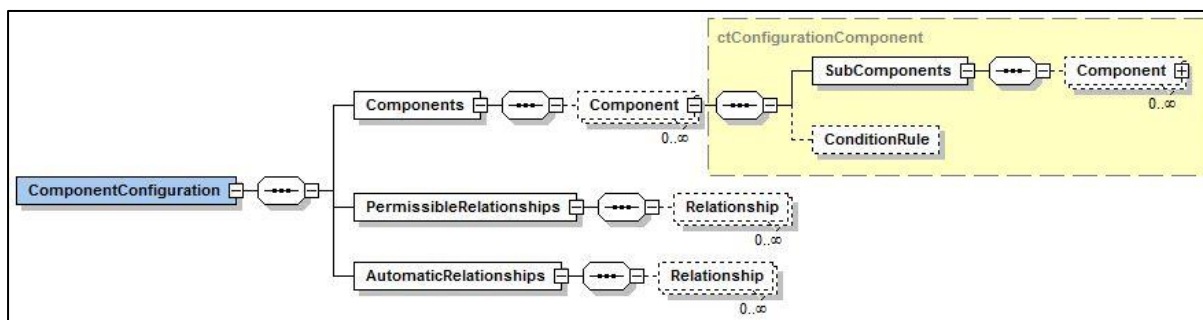 ctConfigurationComponent
SubComponents
Component
0..∞
Components
Component
0..∞
ConditionRule
ComponentConfiguration
PermissibleRelationships
Relationship
0..∞
AutomaticRelationships
Relationship
0..∞